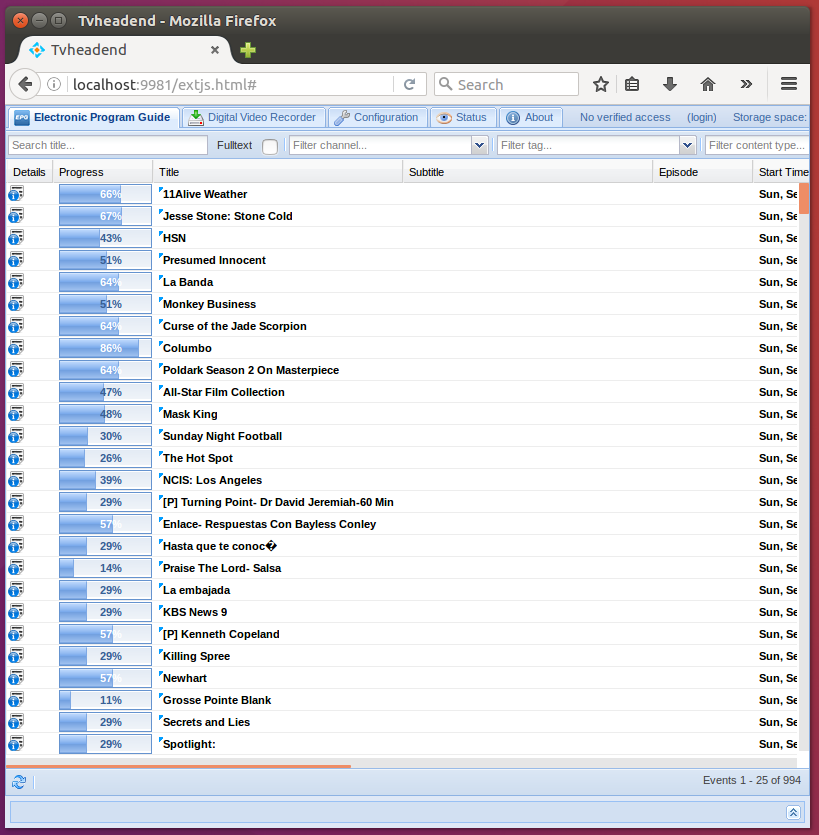 Tvheadend - Mozilla Firefox
Tvheadend
localhost:9981/extjs.html#
Search
EPG Electronic Program Guide Digital Video Recorder Configuration Status About No verified access (login) Storage space:
Search title... Fulltext Filter channel... Filter tag... Filter content type...
Details Progress Title Subtitle Episode Start Time
66% 11Alive Weather Sun, Se
67% Jesse Stone: Stone Cold Sun, Se
43% HSN Sun, Se
51% Presumed Innocent Sun, Se
64% La Banda Sun, Se
51% Monkey Business Sun, Se
64% Curse of the Jade Scorpion Sun, Se
86% Columbo Sun, Se
64% Poldark Season 2 On Masterpiece Sun, Se
47% All-Star Film Collection Sun, Se
48% Mask King Sun, Se
30% Sunday Night Football Sun, Se
26% The Hot Spot Sun, Se
39% NCIS: Los Angeles Sun, Se
29% [P] Turning Point- Dr David Jeremiah-60 Min Sun, Se
57% Enlace- Respuestas Con Bayless Conley Sun, Se
29% Hasta que te conoc� Sun, Se
14% Praise The Lord- Salsa Sun, Se
29% La embajada Sun, Se
29% KBS News 9 Sun, Se
57% [P] Kenneth Copeland Sun, Se
29% Killing Spree Sun, Se
57% Newhart Sun, Se
11% Grosse Pointe Blank Sun, Se
29% Secrets and Lies Sun, Se
29% Spotlight: Sun, Se
Events 1 - 25 of 994